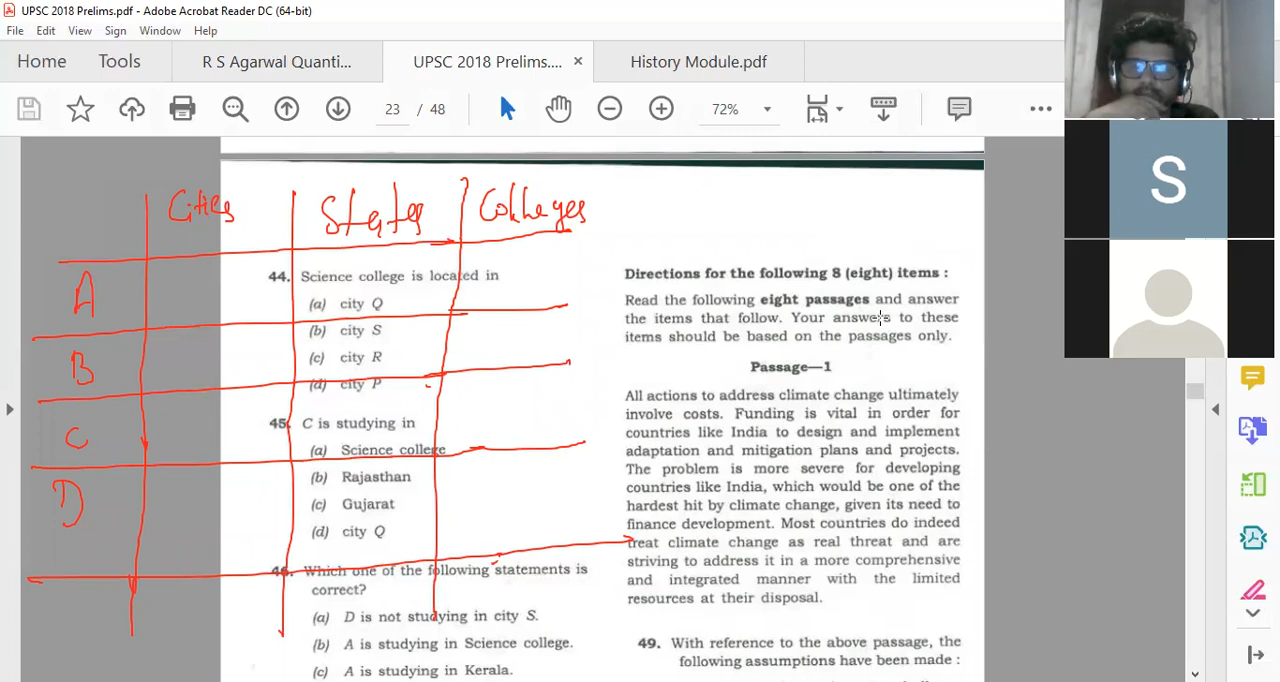 UPSC 2018 Prelims.pdf - Adobe Acrobat Reader DC (64-bit)
File Edit View Sign Window Help
Home Tools R S Agarwal Quanti... UPSC 2018 Prelims.... × History Module.pdf
23 / 48 72%
Cities States Colleges
A
B
C
D
44. Science college is located in
(a) city Q
(b) city S
(c) city R
(d) city P
45. C is studying in
(a) Science college
(b) Rajasthan
(c) Gujarat
(d) city Q
46. Which one of the following statements is
correct?
(a) D is not studying in city S.
(b) A is studying in Science college.
(c) A is studying in Kerala.
Directions for the following 8 (eight) items :
Read the following eight passages and answer
the items that follow. Your answers to these
items should be based on the passages only.
Passage—1
All actions to address climate change ultimately
involve costs. Funding is vital in order for
countries like India to design and implement
adaptation and mitigation plans and projects.
The problem is more severe for developing
countries like India, which would be one of the
hardest hit by climate change, given its need to
finance development. Most countries do indeed
treat climate change as real threat and are
striving to address it in a more comprehensive
and integrated manner with the limited
resources at their disposal.
49. With reference to the above passage, the
following assumptions have been made :
S